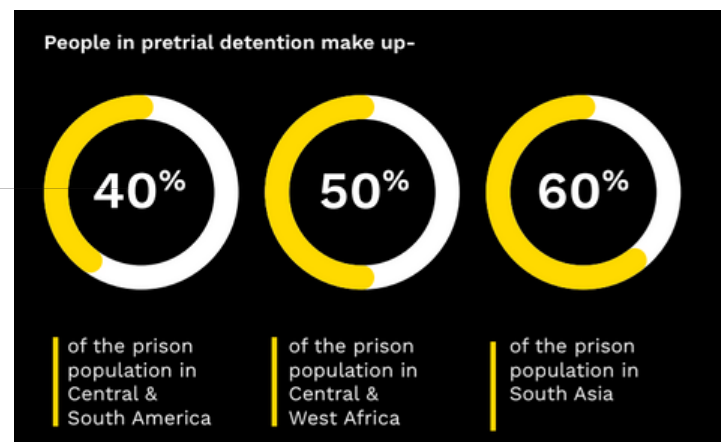 People in pretrial detention make up-
40%
50%
60%
of the prison
population in
Central &
South America
of the prison
population in
Central &
West Africa
of the prison
population in
South Asia